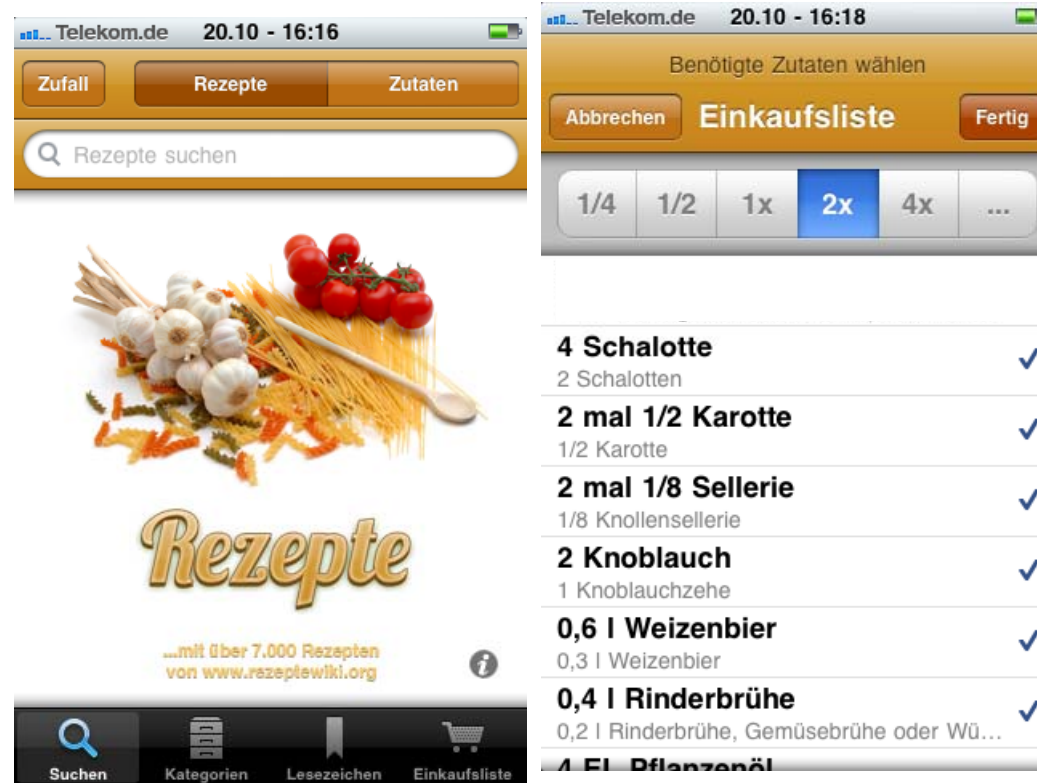 Telekom.de 20.10 - 16:16
Zufall Rezepte Zutaten
Rezepte suchen
Rezepte
...mit über 7.000 Rezepten
von www.rezeptewiki.org
Suchen Kategorien Lesezeichen Einkaufsliste
Telekom.de 20.10 - 16:18
Benötigte Zutaten wählen
Abbrechen Einkaufsliste Fertig
1/4 1/2 1x 2x 4x ...
4 Schalotte
2 Schalotten
2 mal 1/2 Karotte
1/2 Karotte
2 mal 1/8 Sellerie
1/8 Knollensellerie
2 Knoblauch
1 Knoblauchzehe
0,6 l Weizenbier
0,3 l Weizenbier
0,4 l Rinderbrühe
0,2 l Rinderbrühe, Gemüsebrühe oder Wü...
4 EL Pflanzenöl